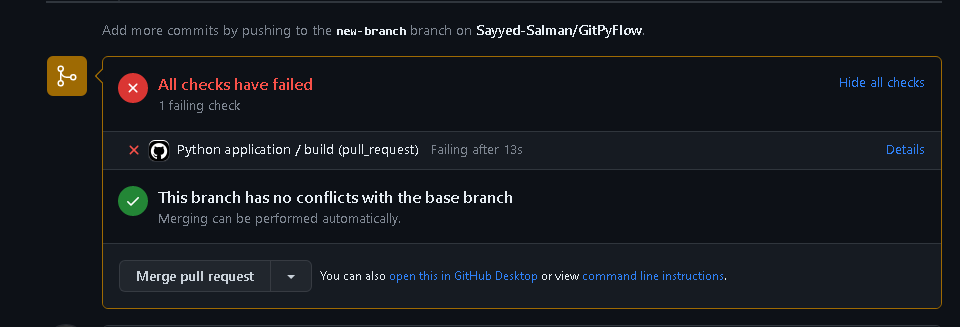 Add more commits by pushing to the new-branch branch on Sayyed-Salman/GitPyFlow.
All checks have failed
Hide all checks
1 failing check
Python application / build (pull_request) Failing after 13s
Details
This branch has no conflicts with the base branch
Merging can be performed automatically.
Merge pull request
You can also open this in GitHub Desktop or view command line instructions.